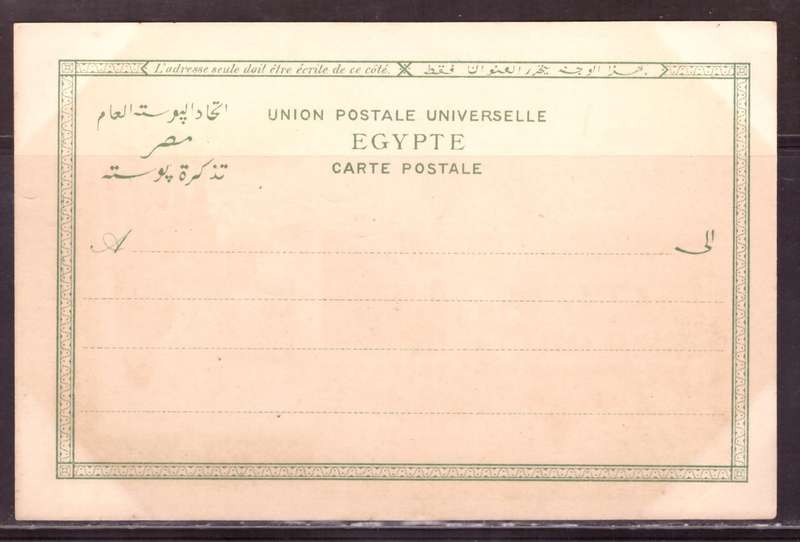 L'adresse seule doit être écrite de ce côté. هذا الوجه يحرر العنوان فقط.
اتحاد البوسته العام
مصر
تذكرة بوسته
UNION POSTALE UNIVERSELLE
EGYPTE
CARTE POSTALE
A
الى